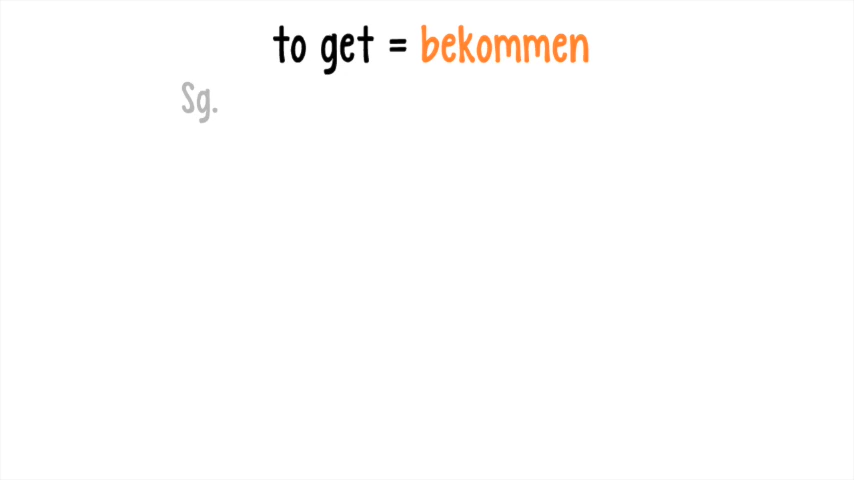 to get = bekommen
Sg.